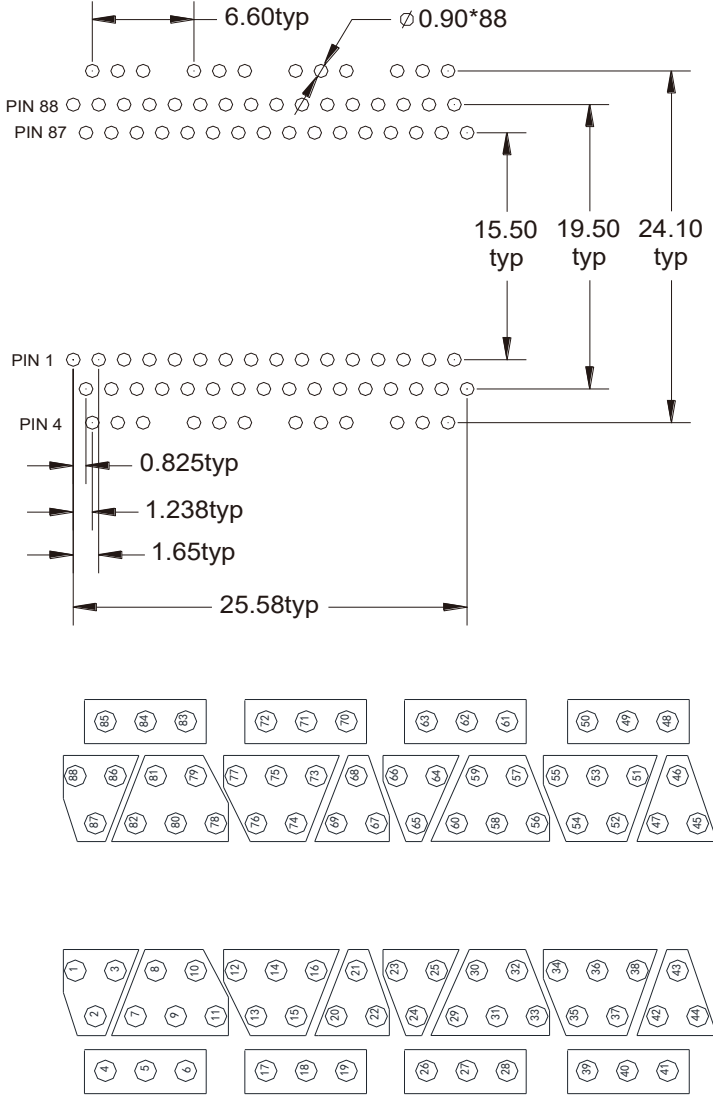 6.60typ
∅0.90*88
PIN 88
PIN 87
15.50
typ
19.50
typ
24.10
typ
PIN 1
PIN 4
0.825typ
1.238typ
1.65typ
25.58typ
85 84 83 72 71 70 63 62 61 50 49 48
88 86 81 79 77 75 73 68 66 64 59 57 55 53 51 46
87 82 80 78 76 74 69 67 65 60 58 56 54 52 47 45
1 3 8 10 12 14 16 21 23 25 30 32 34 36 38 43
2 7 9 11 13 15 20 22 24 29 31 33 35 37 42 44
4 5 6 17 18 19 26 27 28 39 40 41